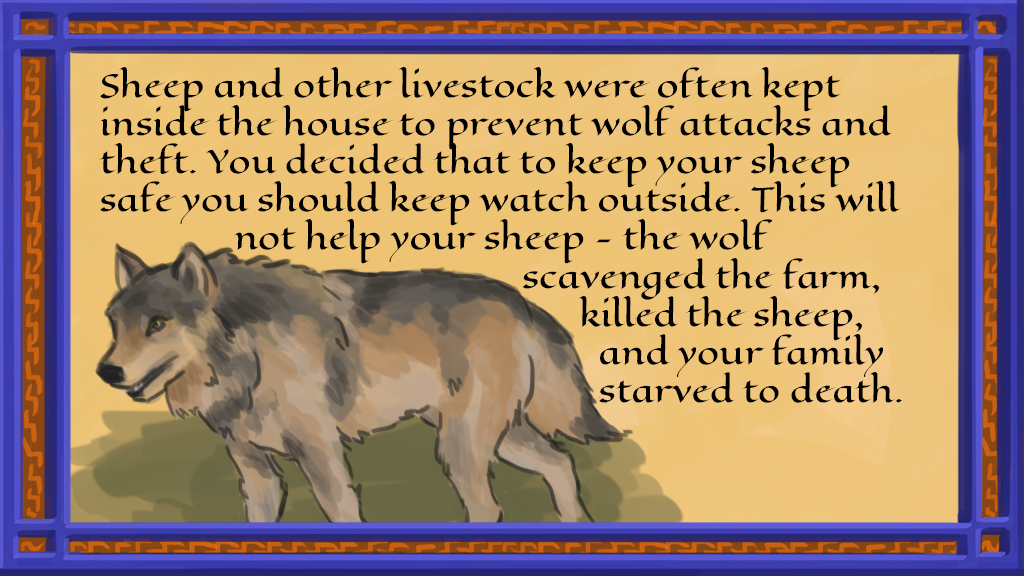 Sheep and other livestock were often kept
inside the house to prevent wolf attacks and
theft. You decided that to keep your sheep
safe you should keep watch outside. This will
not help your sheep - the wolf
scavenged the farm,
killed the sheep,
and your family
starved to death.